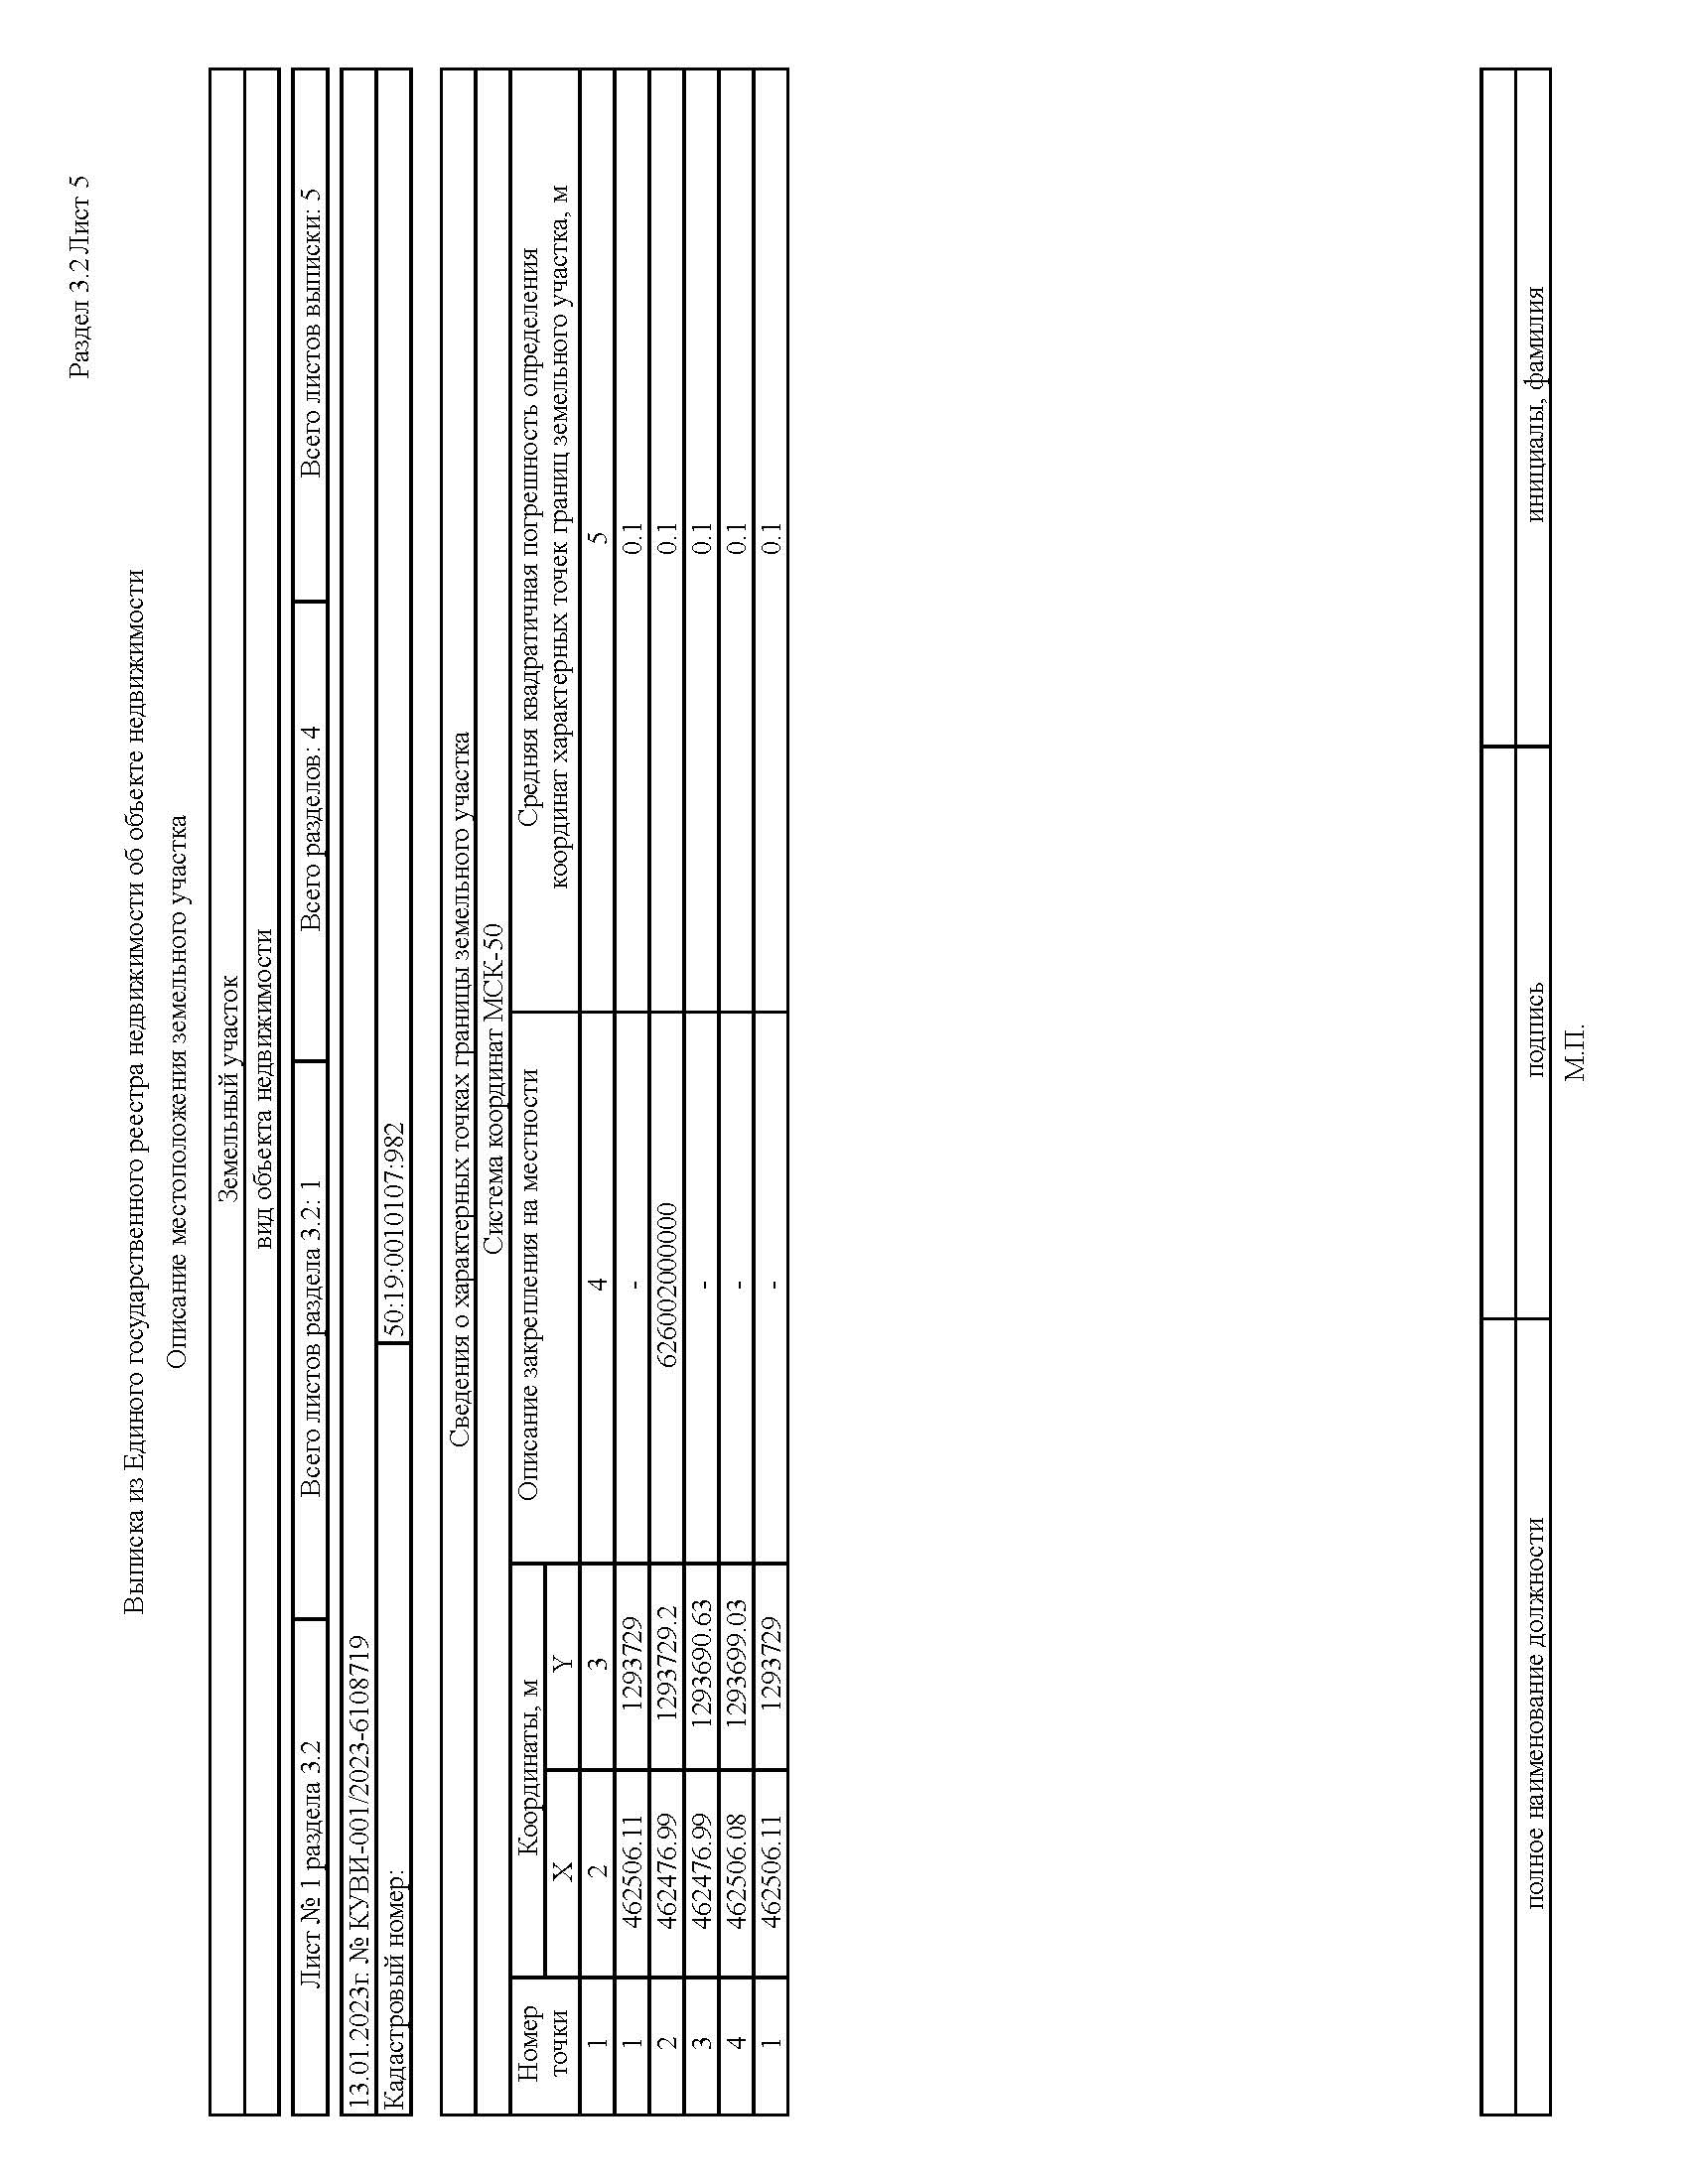 Раздел 3.2 Лист 5
Выписка из Единого государственного реестра недвижимости об объекте недвижимости
Описание местоположения земельного участка
Земельный участок
вид объекта недвижимости
Лист № 1 раздела 3.2 Всего листов раздела 3.2: 1 Всего разделов: 4 Всего листов выписки: 5
13.01.2023г. № КУВИ-001/2023-6108719
Кадастровый номер: 50:19:0010107:982
Сведения о характерных точках границы земельного участка
Система координат МСК-50
Номер точки Координаты, м Описание закрепления на местности Средняя квадратичная погрешность определения
координат характерных точек границ земельного участка, м
X Y
1 2 3 4 5
1 462506.11 1293729 - 0.1
2 462476.99 1293729.2 626002000000 0.1
3 462476.99 1293690.63 - 0.1
4 462506.08 1293699.03 - 0.1
1 462506.11 1293729 - 0.1
полное наименование должности подпись инициалы, фамилия
М.П.